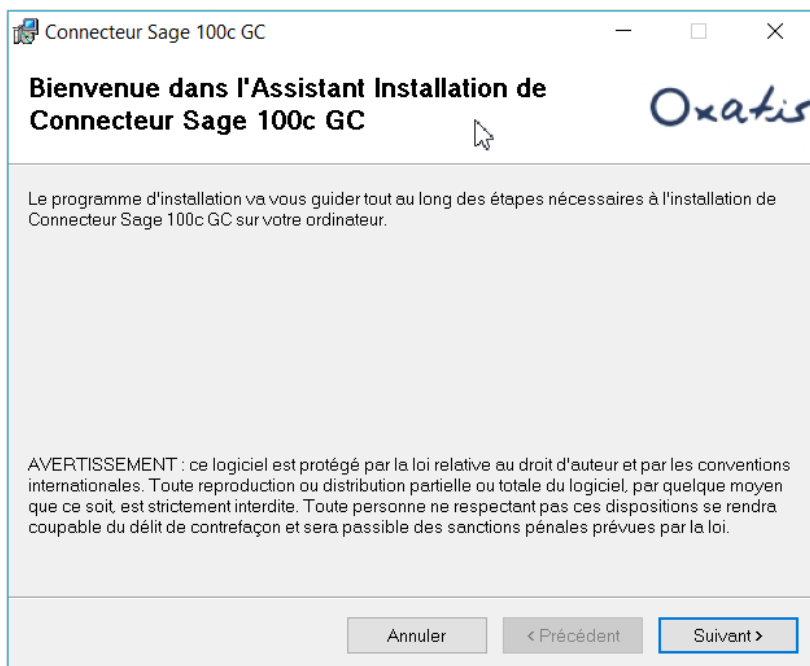 Connecteur Sage 100c GC
Bienvenue dans l'Assistant Installation de
Connecteur Sage 100c GC
Oxatis
Le programme d'installation va vous guider tout au long des étapes nécessaires à l'installation de
Connecteur Sage 100c GC sur votre ordinateur.
AVERTISSEMENT : ce logiciel est protégé par la loi relative au droit d'auteur et par les conventions
internationales. Toute reproduction ou distribution partielle ou totale du logiciel, par quelque moyen
que ce soit, est strictement interdite. Toute personne ne respectant pas ces dispositions se rendra
coupable du délit de contrefaçon et sera passible des sanctions pénales prévues par la loi.
Annuler < Précédent Suivant >